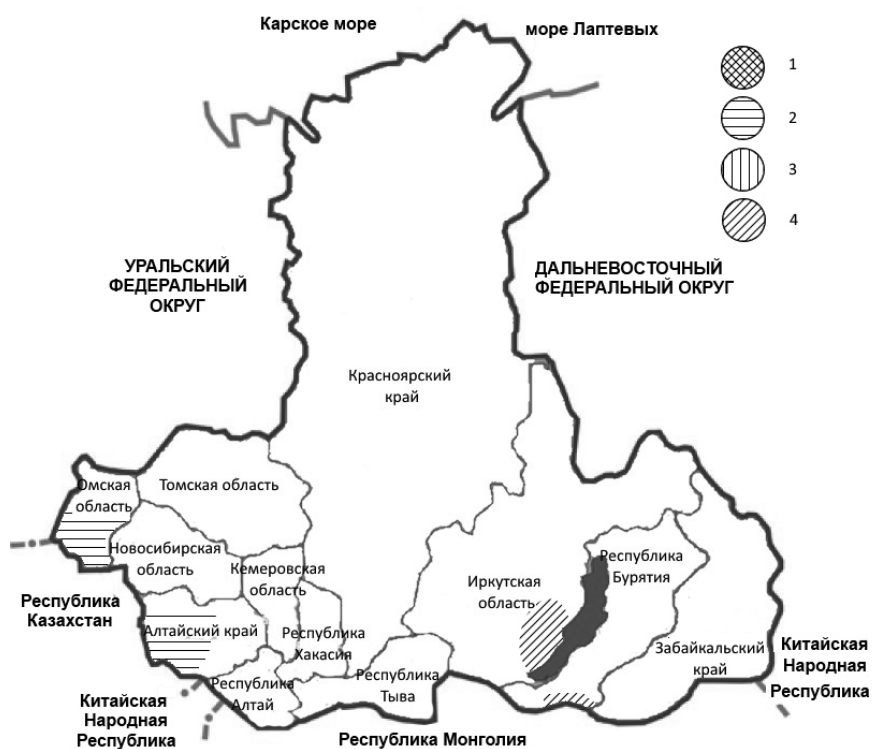 Карское море
море Лаптевых
1
2
3
4
УРАЛЬСКИЙ
ФЕДЕРАЛЬНЫЙ
ОКРУГ
ДАЛЬНЕВОСТОЧНЫЙ
ФЕДЕРАЛЬНЫЙ ОКРУГ
Красноярский
край
Омская
область
Томская область
Новосибирская
область
Кемеровская
область
Республика
Бурятия
Иркутская
область
Республика
Казахстан
Алтайский край
Республика
Хакасия
Забайкальский
край
Китайская
Народная
Республика
Республика
Алтай
Республика
Тыва
Китайская
Народная
Республика
Республика Монголия